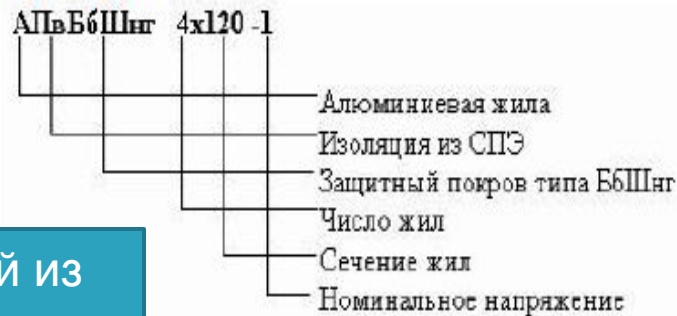 АПвБбШнг 4х120 -1
Алюминиевая жила
Изоляция из СПЭ
Защитный покров типа БбШнг
Число жил
Сечение жил
й из
Номинальное напряжение